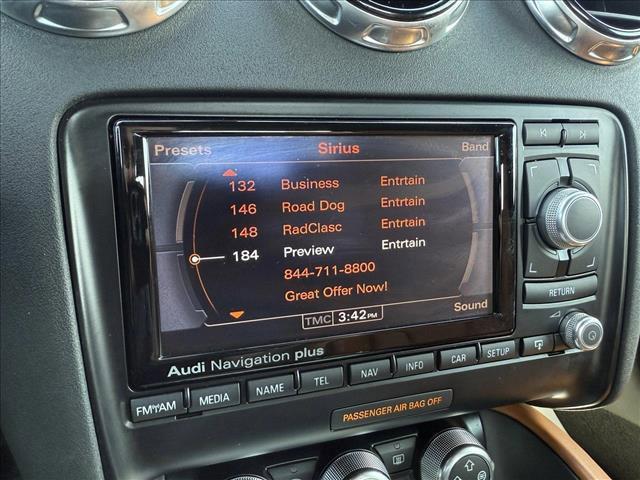 Presets Sirius Band
132 Business Entrtain
146 Road Dog Entrtain
148 RadClasc Entrtain
184 Preview Entrtain
844-711-8800
Great Offer Now!
Sound
TMC 3:42 PM
Audi Navigation plus
RETURN
FM/AM MEDIA NAME TEL NAV INFO CAR SETUP
PASSENGER AIR BAG OFF